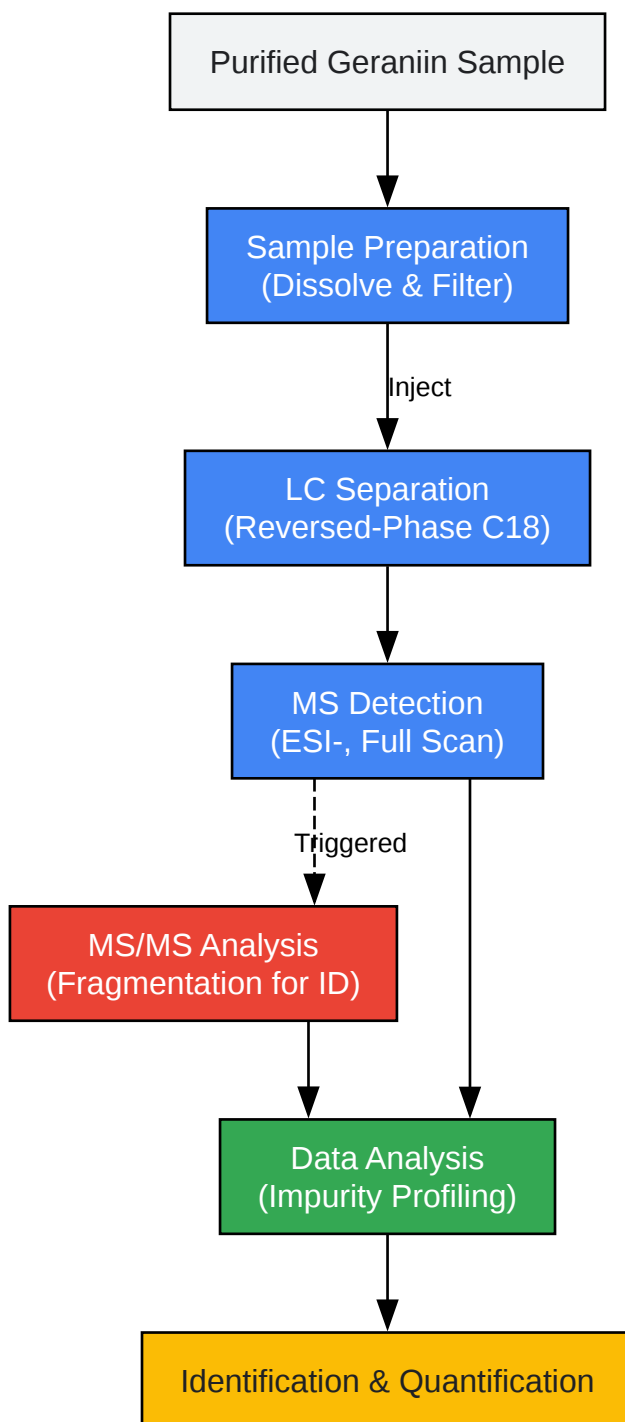 Purified Geraniin Sample
Sample Preparation
(Dissolve & Filter)
Inject
LC Separation
(Reversed-Phase C18)
MS Detection
(ESI-, Full Scan)
Triggered
MS/MS Analysis
(Fragmentation for ID)
Data Analysis
(Impurity Profiling)
Identification & Quantification